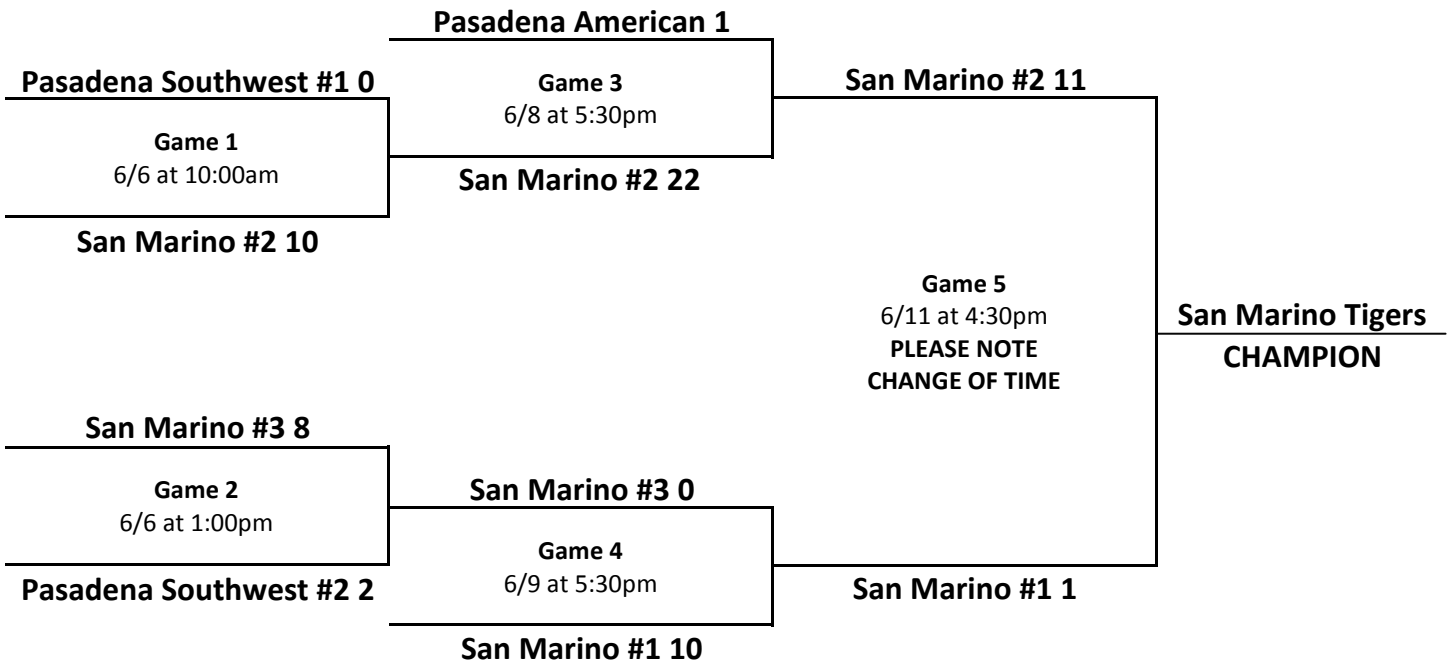 Pasadena American 1
Pasadena Southwest #1 0
Game 3
6/8 at 5:30pm
San Marino #2 11
Game 1
6/6 at 10:00am
San Marino #2 22
San Marino #2 10
Game 5
6/11 at 4:30pm
PLEASE NOTE
CHANGE OF TIME
San Marino Tigers
CHAMPION
San Marino #3 8
Game 2
6/6 at 1:00pm
San Marino #3 0
Pasadena Southwest #2 2
Game 4
6/9 at 5:30pm
San Marino #1 1
San Marino #1 10